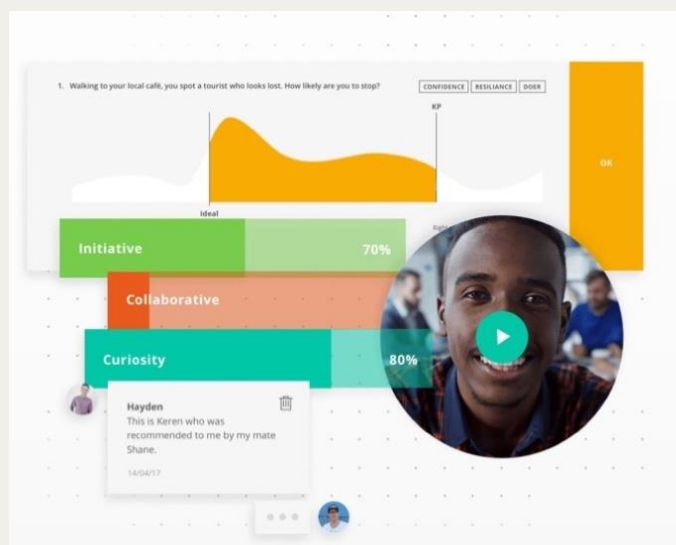 1. Walking to your local café, you spot a tourist who looks lost. How likely are you to stop?
CONFIDENCE RESILIANCE DOER
KP
OK
Ideal
Initiative 70%
Collaborative
Curiosity 80%
Hayden
This is Keren who was
recommended to me by my mate
Shane.
14/04/17